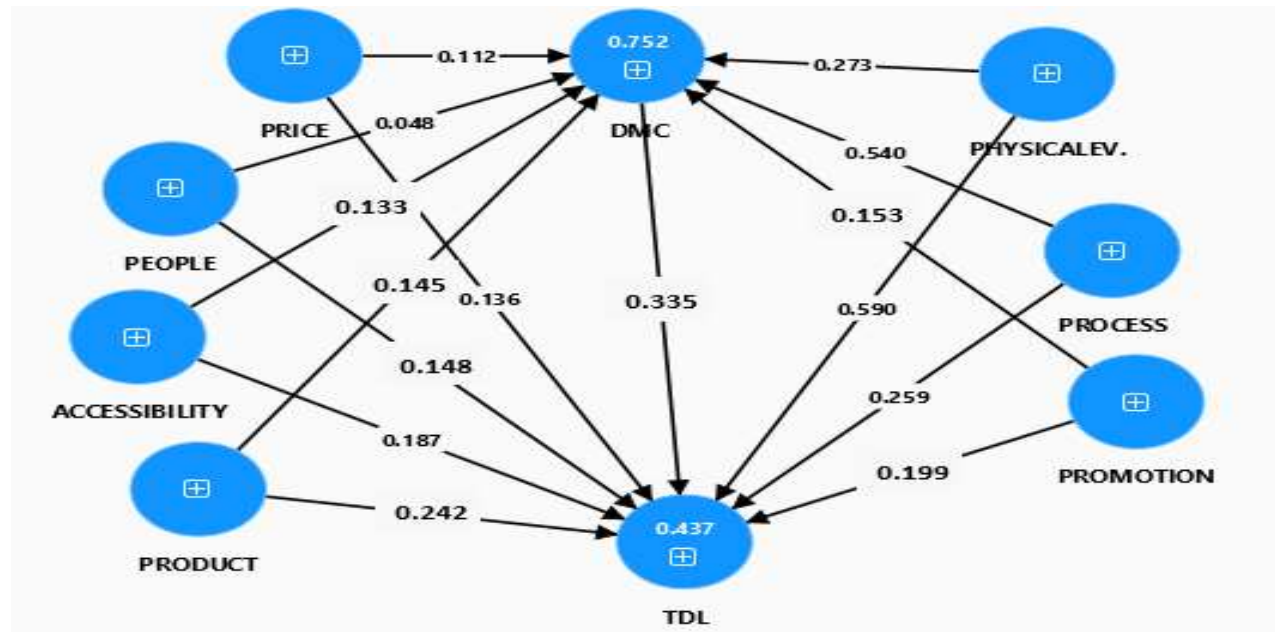 0.752
0.112
0.273
PRICE
0.048
DMC
PHYSICALEV.
0.540
0.133
0.153
PEOPLE
0.145
0.136
0.335
0.590
PROCESS
0.148
ACCESSIBILITY
0.187
0.259
0.199
PROMOTION
0.242
0.437
PRODUCT
TDL